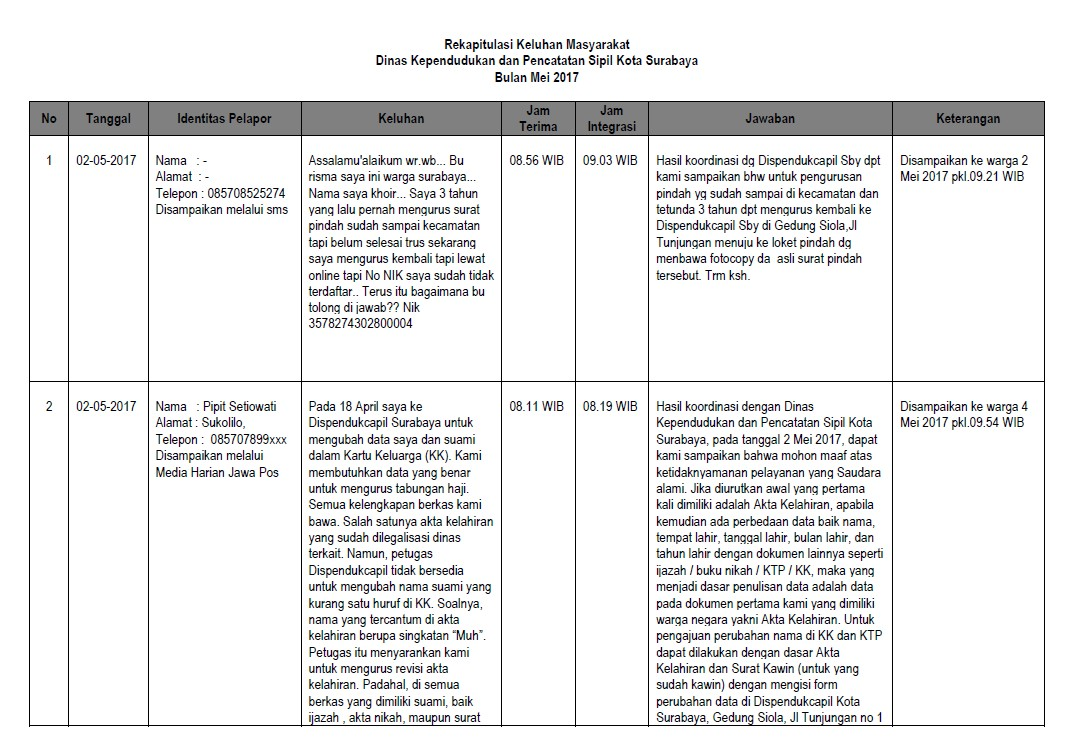 Rekapitulasi Keluhan Masyarakat
Dinas Kependudukan dan Pencatatan Sipil Kota Surabaya
Bulan Mei 2017
No Tanggal Identitas Pelapor Keluhan Jam Terima Jam Integrasi Jawaban Keterangan
1
02-05-2017
Nama : -
Alamat : -
Telepon : 085708525274
Disampaikan melalui sms
Assalamu'alaikum wr.wb... Bu
risma saya ini warga surabaya...
Nama saya khoir... Saya 3 tahun
yang lalu pernah mengurus surat
pindah sudah sampai kecamatan
tapi belum selesai trus sekarang
saya mengurus kembali tapi lewat
online tapi No NIK saya sudah tidak
terdaftar.. Terus itu bagaimana bu
tolong di jawab?? Nik
3578274302800004
08.56 WIB
09.03 WIB
Hasil koordinasi dg Dispendukcapil Sby dpt
kami sampaikan bhw untuk pengurusan
pindah yg sudah sampai di kecamatan dan
tetunda 3 tahun dpt mengurus kembali ke
Dispendukcapil Sby di Gedung Siola,Jl
Tunjungan menuju ke loket pindah dg
menbawa fotocopy da asli surat pindah
tersebut. Trm ksh.
Disampaikan ke warga 2
Mei 2017 pkl.09.21 WIB
2
02-05-2017
Nama : Pipit Setiowati
Alamat : Sukolilo,
Telepon : 085707899xxx
Disampaikan melalui
Media Harian Jawa Pos
Pada 18 April saya ke
Dispendukcapil Surabaya untuk
mengubah data saya dan suami
dalam Kartu Keluarga (KK). Kami
membutuhkan data yang benar
untuk mengurus tabungan haji.
Semua kelengkapan berkas kami
bawa. Salah satunya akta kelahiran
yang sudah dilegalisasi dinas
terkait. Namun, petugas
Dispendukcapil tidak bersedia
untuk mengubah nama suami yang
kurang satu huruf di KK. Soalnya,
nama yang tercantum di akta
kelahiran berupa singkatan “Muh”.
Petugas itu menyarankan kami
untuk mengurus revisi akta
kelahiran. Padahal, di semua
berkas yang dimiliki suami, baik
ijazah , akta nikah, maupun surat
08.11 WIB
08.19 WIB
Hasil koordinasi dengan Dinas
Kependudukan dan Pencatatan Sipil Kota
Surabaya, pada tanggal 2 Mei 2017, dapat
kami sampaikan bahwa mohon maaf atas
ketidaknyamanan pelayanan yang Saudara
alami. Jika diurutkan awal yang pertama
kali dimiliki adalah Akta Kelahiran, apabila
kemudian ada perbedaan data baik nama,
tempat lahir, tanggal lahir, bulan lahir, dan
tahun lahir dengan dokumen lainnya seperti
ijazah / buku nikah / KTP / KK, maka yang
menjadi dasar penulisan data adalah data
pada dokumen pertama kami yang dimiliki
warga negara yakni Akta Kelahiran. Untuk
pengajuan perubahan nama di KK dan KTP
dapat dilakukan dengan dasar Akta
Kelahiran dan Surat Kawin (untuk yang
sudah kawin) dengan mengisi form
perubahan data di Dispendukcapil Kota
Surabaya, Gedung Siola, Jl Tunjungan no 1
Disampaikan ke warga 4
Mei 2017 pkl.09.54 WIB